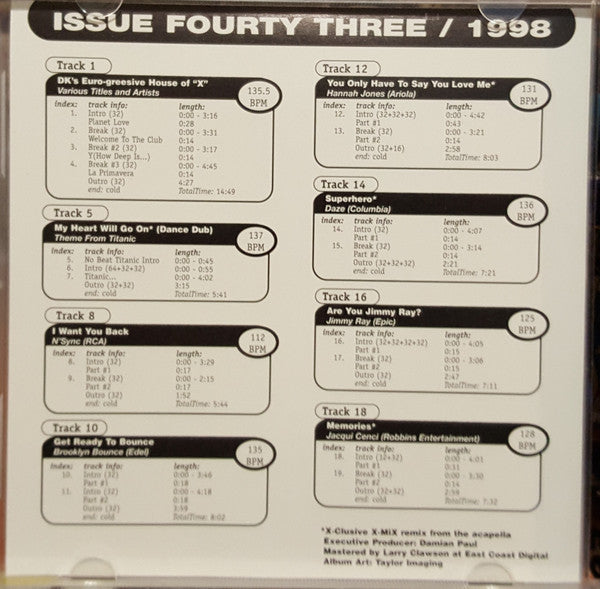 ISSUE FOURTY THREE / 1998
Track 1
DK's Euro-greesive House of "X"
Various Titles and Artists
135.5
BPM
index: track info: length:
1. Intro (32) 0:00 - 3:16
Planet Love 0:28
2. Break (32) 0:00 - 3:31
Welcome To The Club 0:14
3. Break #2 (32) 0:00 - 3:17
Y(How Deep Is...) 0:14
4. Break #3 (32) 0:00 - 4:45
La Primavera 0:14
Outro (32) 4:27
end: cold TotalTime: 14:49
Track 5
My Heart Will Go On* (Dance Dub)
Theme From Titanic
137
BPM
index: track info: length:
5. No Beat Titanic Intro 0:00 - 0:45
6. Intro (64+32+32) 0:00 - 0:55
7. Titanic... 0:00 - 4:02
Outro (32+32) 3:15
end: cold TotalTime: 5:41
Track 8
I Want You Back
N'Sync (RCA)
112
BPM
index: track info: length:
8. Intro (32) 0:00 - 3:29
Part #1 0:17
9. Break (32) 0:00 - 2:15
Part #2 0:17
Outro (32) 1:52
end: cold TotalTime: 5:44
Track 10
Get Ready To Bounce
Brooklyn Bounce (Edel)
135
BPM
index: track info: length:
10. Intro (32) 0:00 - 3:46
Part #1 0:18
11. Intro (32) 0:00 - 4:18
Part #2 0:18
Outro (32) 3:59
end: cold TotalTime: 8:02
Track 12
You Only Have To Say You Love Me*
Hannah Jones (Ariola)
131
BPM
index: track info: length:
12. Intro (32+32+32) 0:00 - 4:42
Part #1 0:43
13. Break (32) 0:00 - 3:21
Part #2 0:14
Outro (32+16) 2:58
end: cold TotalTime: 8:03
Track 14
Superhero*
Daze (Columbia)
136
BPM
index: track info: length:
14. Intro (32) 0:00 - 4:07
Part #1 0:14
15. Break (32) 0:00 - 3:14
Part #2 0:14
Outro (32+32+32) 2:21
end: cold TotalTime: 7:21
Track 16
Are You Jimmy Ray?
Jimmy Ray (Epic)
125
BPM
index: track info: length:
16. Intro (32+32+32+32) 0:00 - 4:05
Part #1 0:15
17. Break (32) 0:00 - 3:06
Part #2 0:15
Outro (32) 2:47
end: cold TotalTime: 7:11
Track 18
Memories*
Jacqui Cenci (Robbins Entertainment)
128
BPM
index: track info: length:
18. Intro (12+32) 0:00 - 4:01
Part #1 0:31
19. Break (32) 0:00 - 3:30
Part #2 0:14
Outro (32+32) 2:59
end: cold TotalTime: 7:32
*X-Clusive X-MIX remix from the acapella
Executive Producer: Damian Paul
Mastered by Larry Clawson at East Coast Digital
Album Art: Taylor Imaging